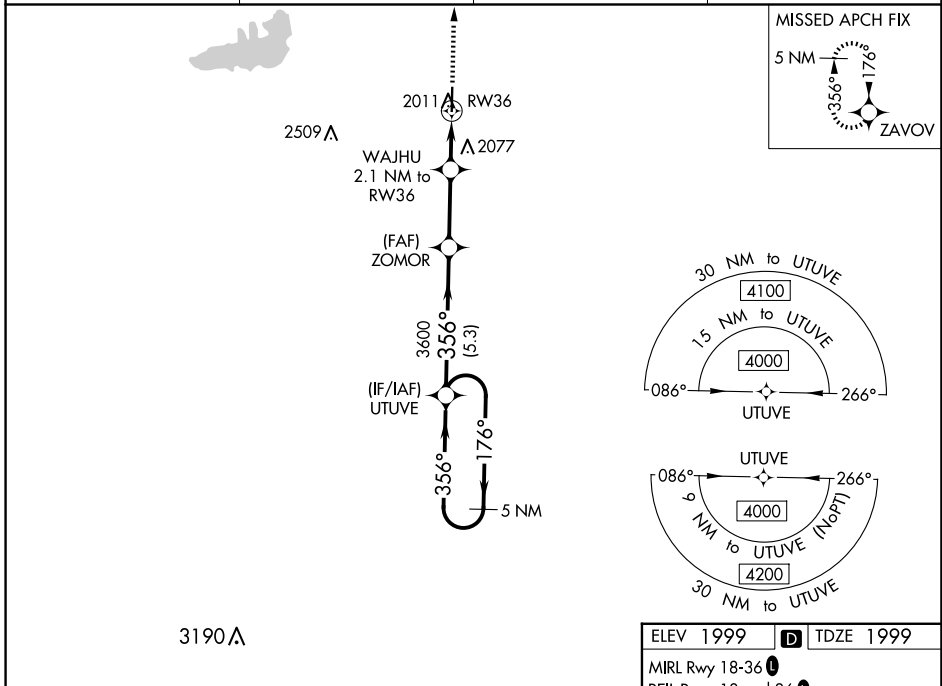 MISSED APCH FIX
5 NM
356°
176°
ZAVOV
2011
RW36
2509
2077
WAJHU
2.1 NM to
RW36
(FAF)
ZOMOR
3600
356°
(5.3)
(IF/IAF)
UTUVE
356°
176°
5 NM
30 NM to UTUVE
4100
15 NM to UTUVE
4000
086°
266°
UTUVE
UTUVE
086°
266°
4000
9 NM to UTUVE (NoPT)
4200
30 NM to UTUVE
3190
ELEV 1999 D TDZE 1999
MIRL Rwy 18-36 L